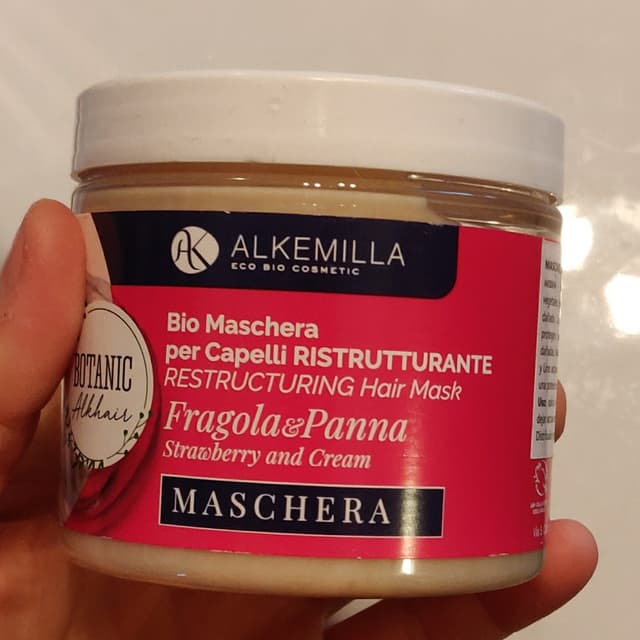 AK ALKEMILLA
ECO BIO COSMETIC
Bio Maschera
per Capelli RISTRUTTURANTE
RESTRUCTURING Hair Mask
Fragola&Panna
Strawberry and Cream
MASCHERA
BOTANIC
Alkhair